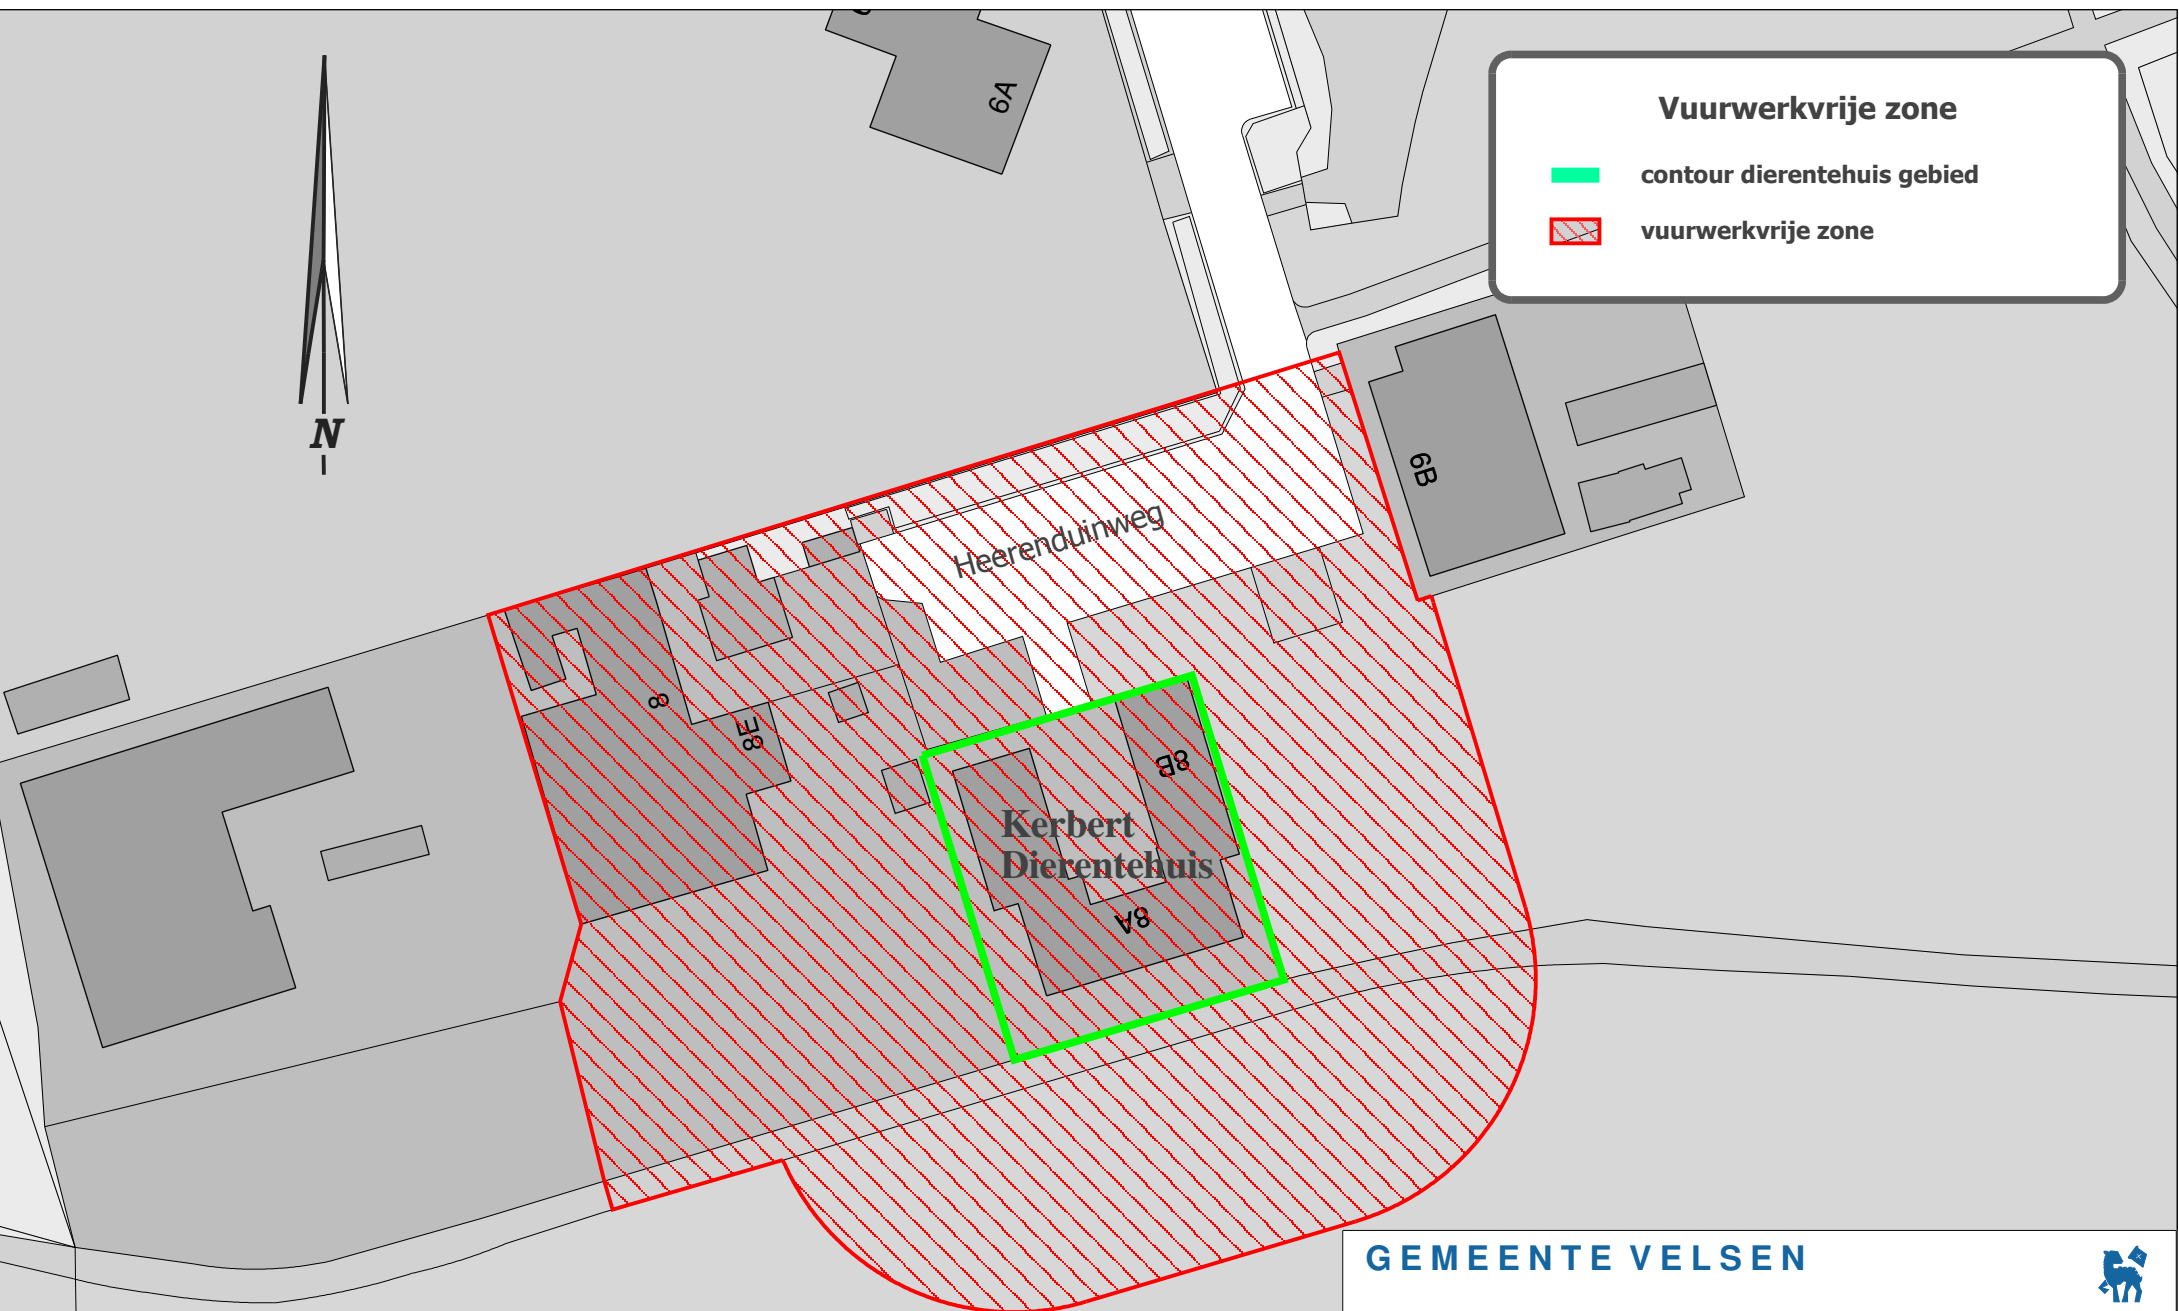 6A
Vuurwerkvrije zone
contour dierentehuis gebied
vuurwerkvrije zone
N
6B
Heerenduinweg
8
8E
8B
Kerbert
Dierentehuis
8A
GEMEENTE VELSEN